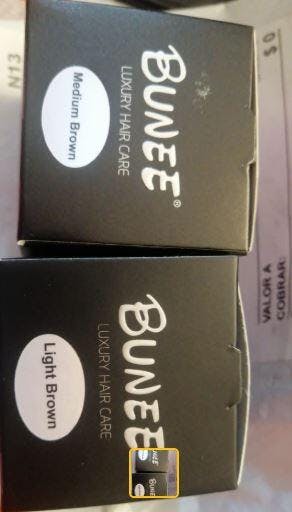 BUNEE®
LUXURY HAIR CARE
Medium Brown
BUNEE
LUXURY HAIR CARE
Light Brown
N13
$0
VALOR A
COBRAR: